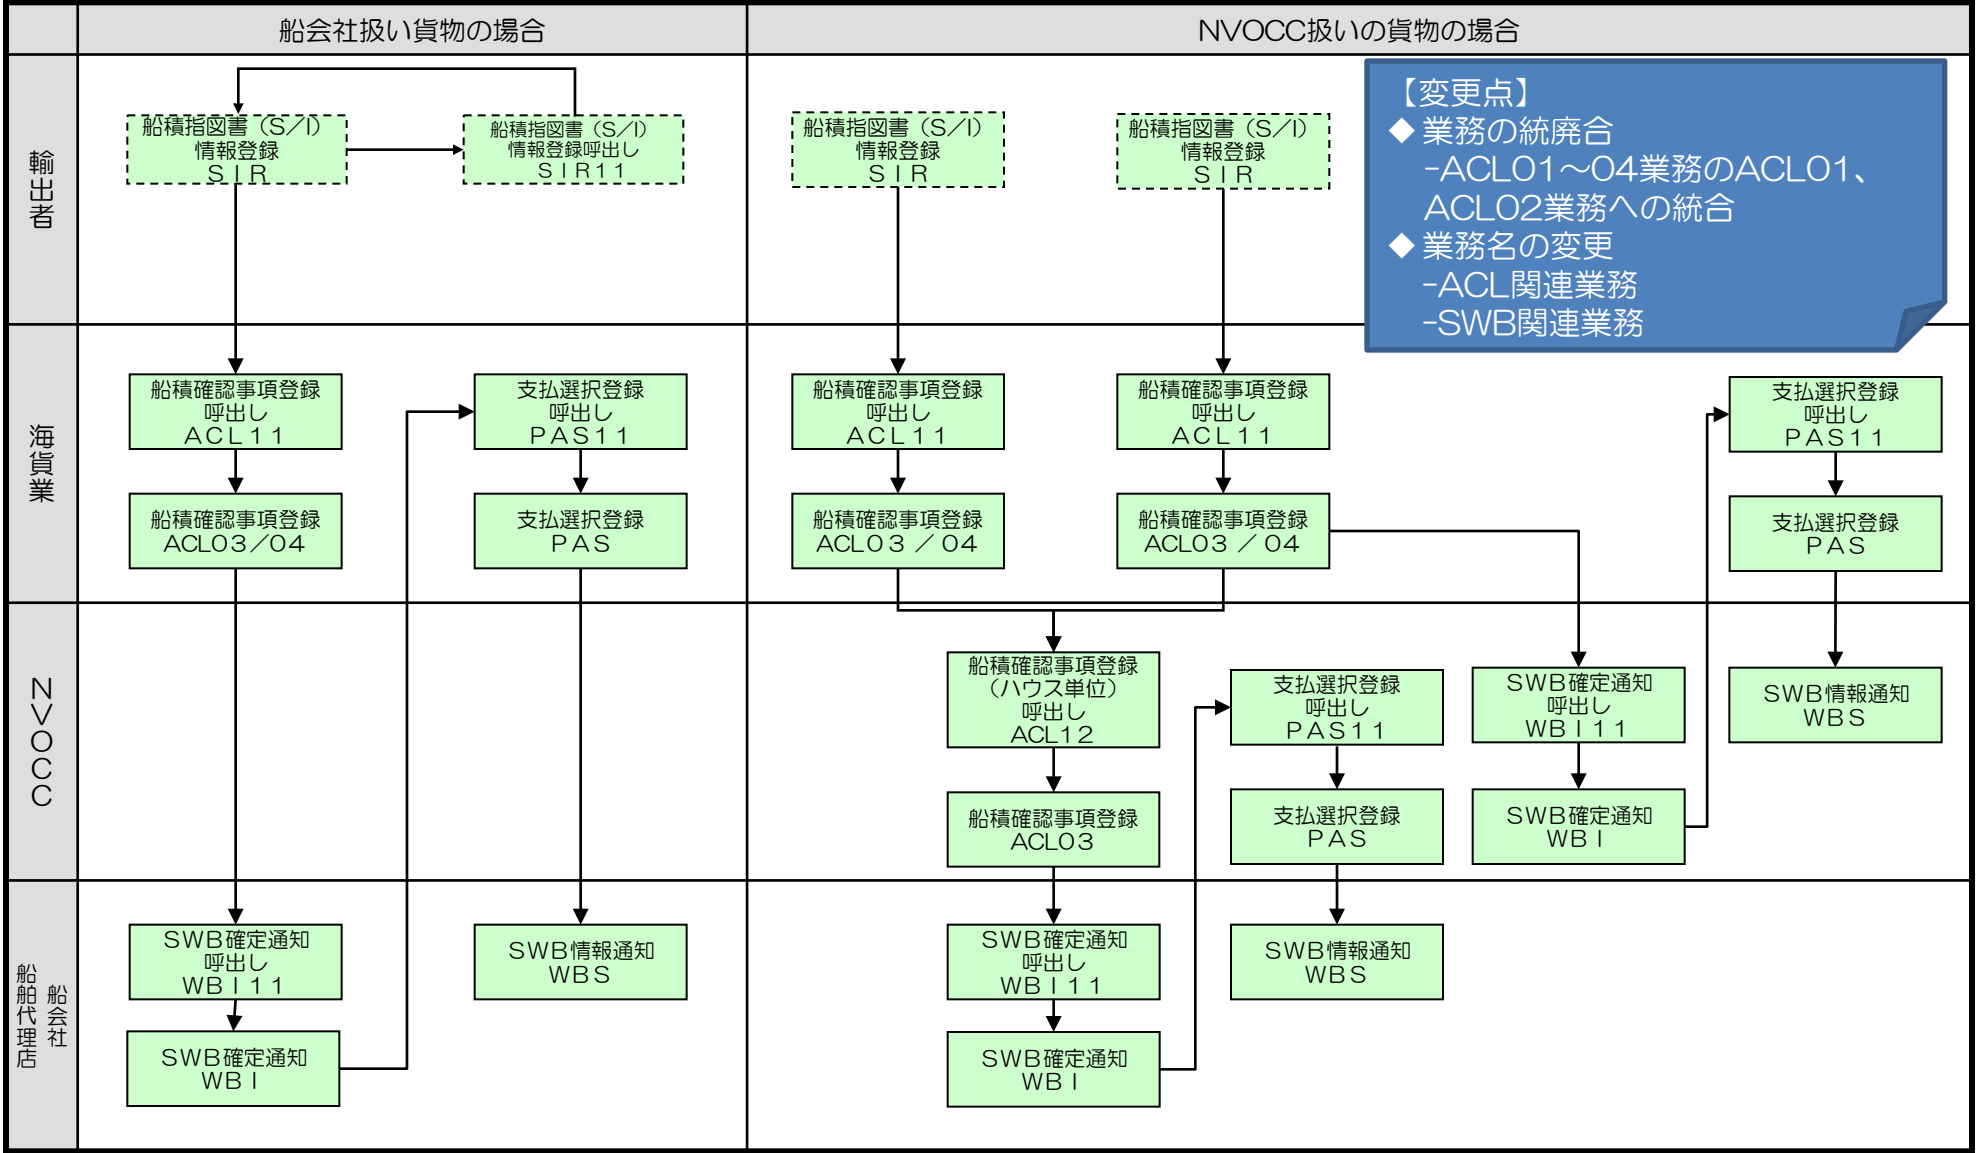 船会社扱い貨物の場合
NVOCC扱いの貨物の場合
輸出者
船積指図書（S／I）
情報登録
SIR
船積指図書（S／I）
情報登録呼出し
SIR11
船積指図書（S／I）
情報登録
SIR
船積指図書（S／I）
情報登録
SIR
【変更点】
◆ 業務の統廃合
-ACL01～04業務のACL01、
ACL02業務への統合
◆ 業務名の変更
-ACL関連業務
-SWB関連業務
海貨業
船積確認事項登録
呼出し
ACL11
支払選択登録
呼出し
PAS11
船積確認事項登録
呼出し
ACL11
船積確認事項登録
呼出し
ACL11
支払選択登録
呼出し
PAS11
船積確認事項登録
ACL03／04
支払選択登録
PAS
船積確認事項登録
ACL03／04
船積確認事項登録
ACL03／04
支払選択登録
PAS
NVOCC
船積確認事項登録
（ハウス単位）
呼出し
ACL12
支払選択登録
呼出し
PAS11
SWB確定通知
呼出し
WBI11
SWB情報通知
WBS
船積確認事項登録
ACL03
支払選択登録
PAS
SWB確定通知
WBI
船会社
船舶代理店
SWB確定通知
呼出し
WBI11
SWB情報通知
WBS
SWB確定通知
呼出し
WBI11
SWB情報通知
WBS
SWB確定通知
WBI
SWB確定通知
WBI